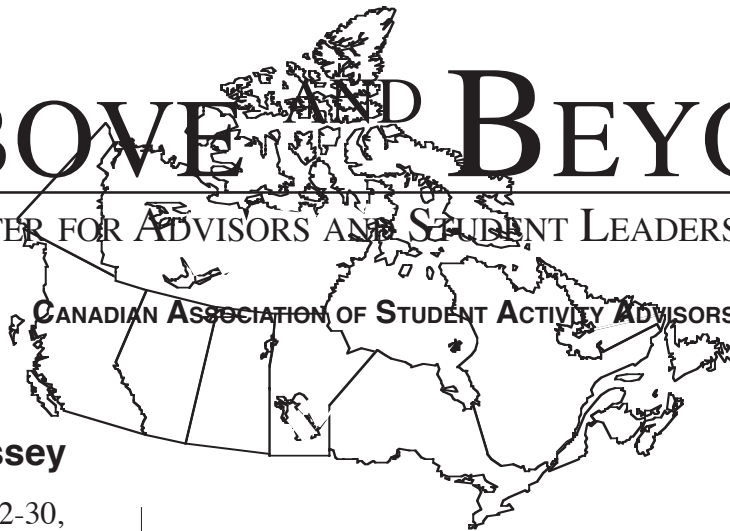 BOVE AND BEYO
TER FOR ADVISORS AND STUDENT LEADERS
CANADIAN ASSOCIATION OF STUDENT ACTIVITY ADVISORS
ssey
2-30,